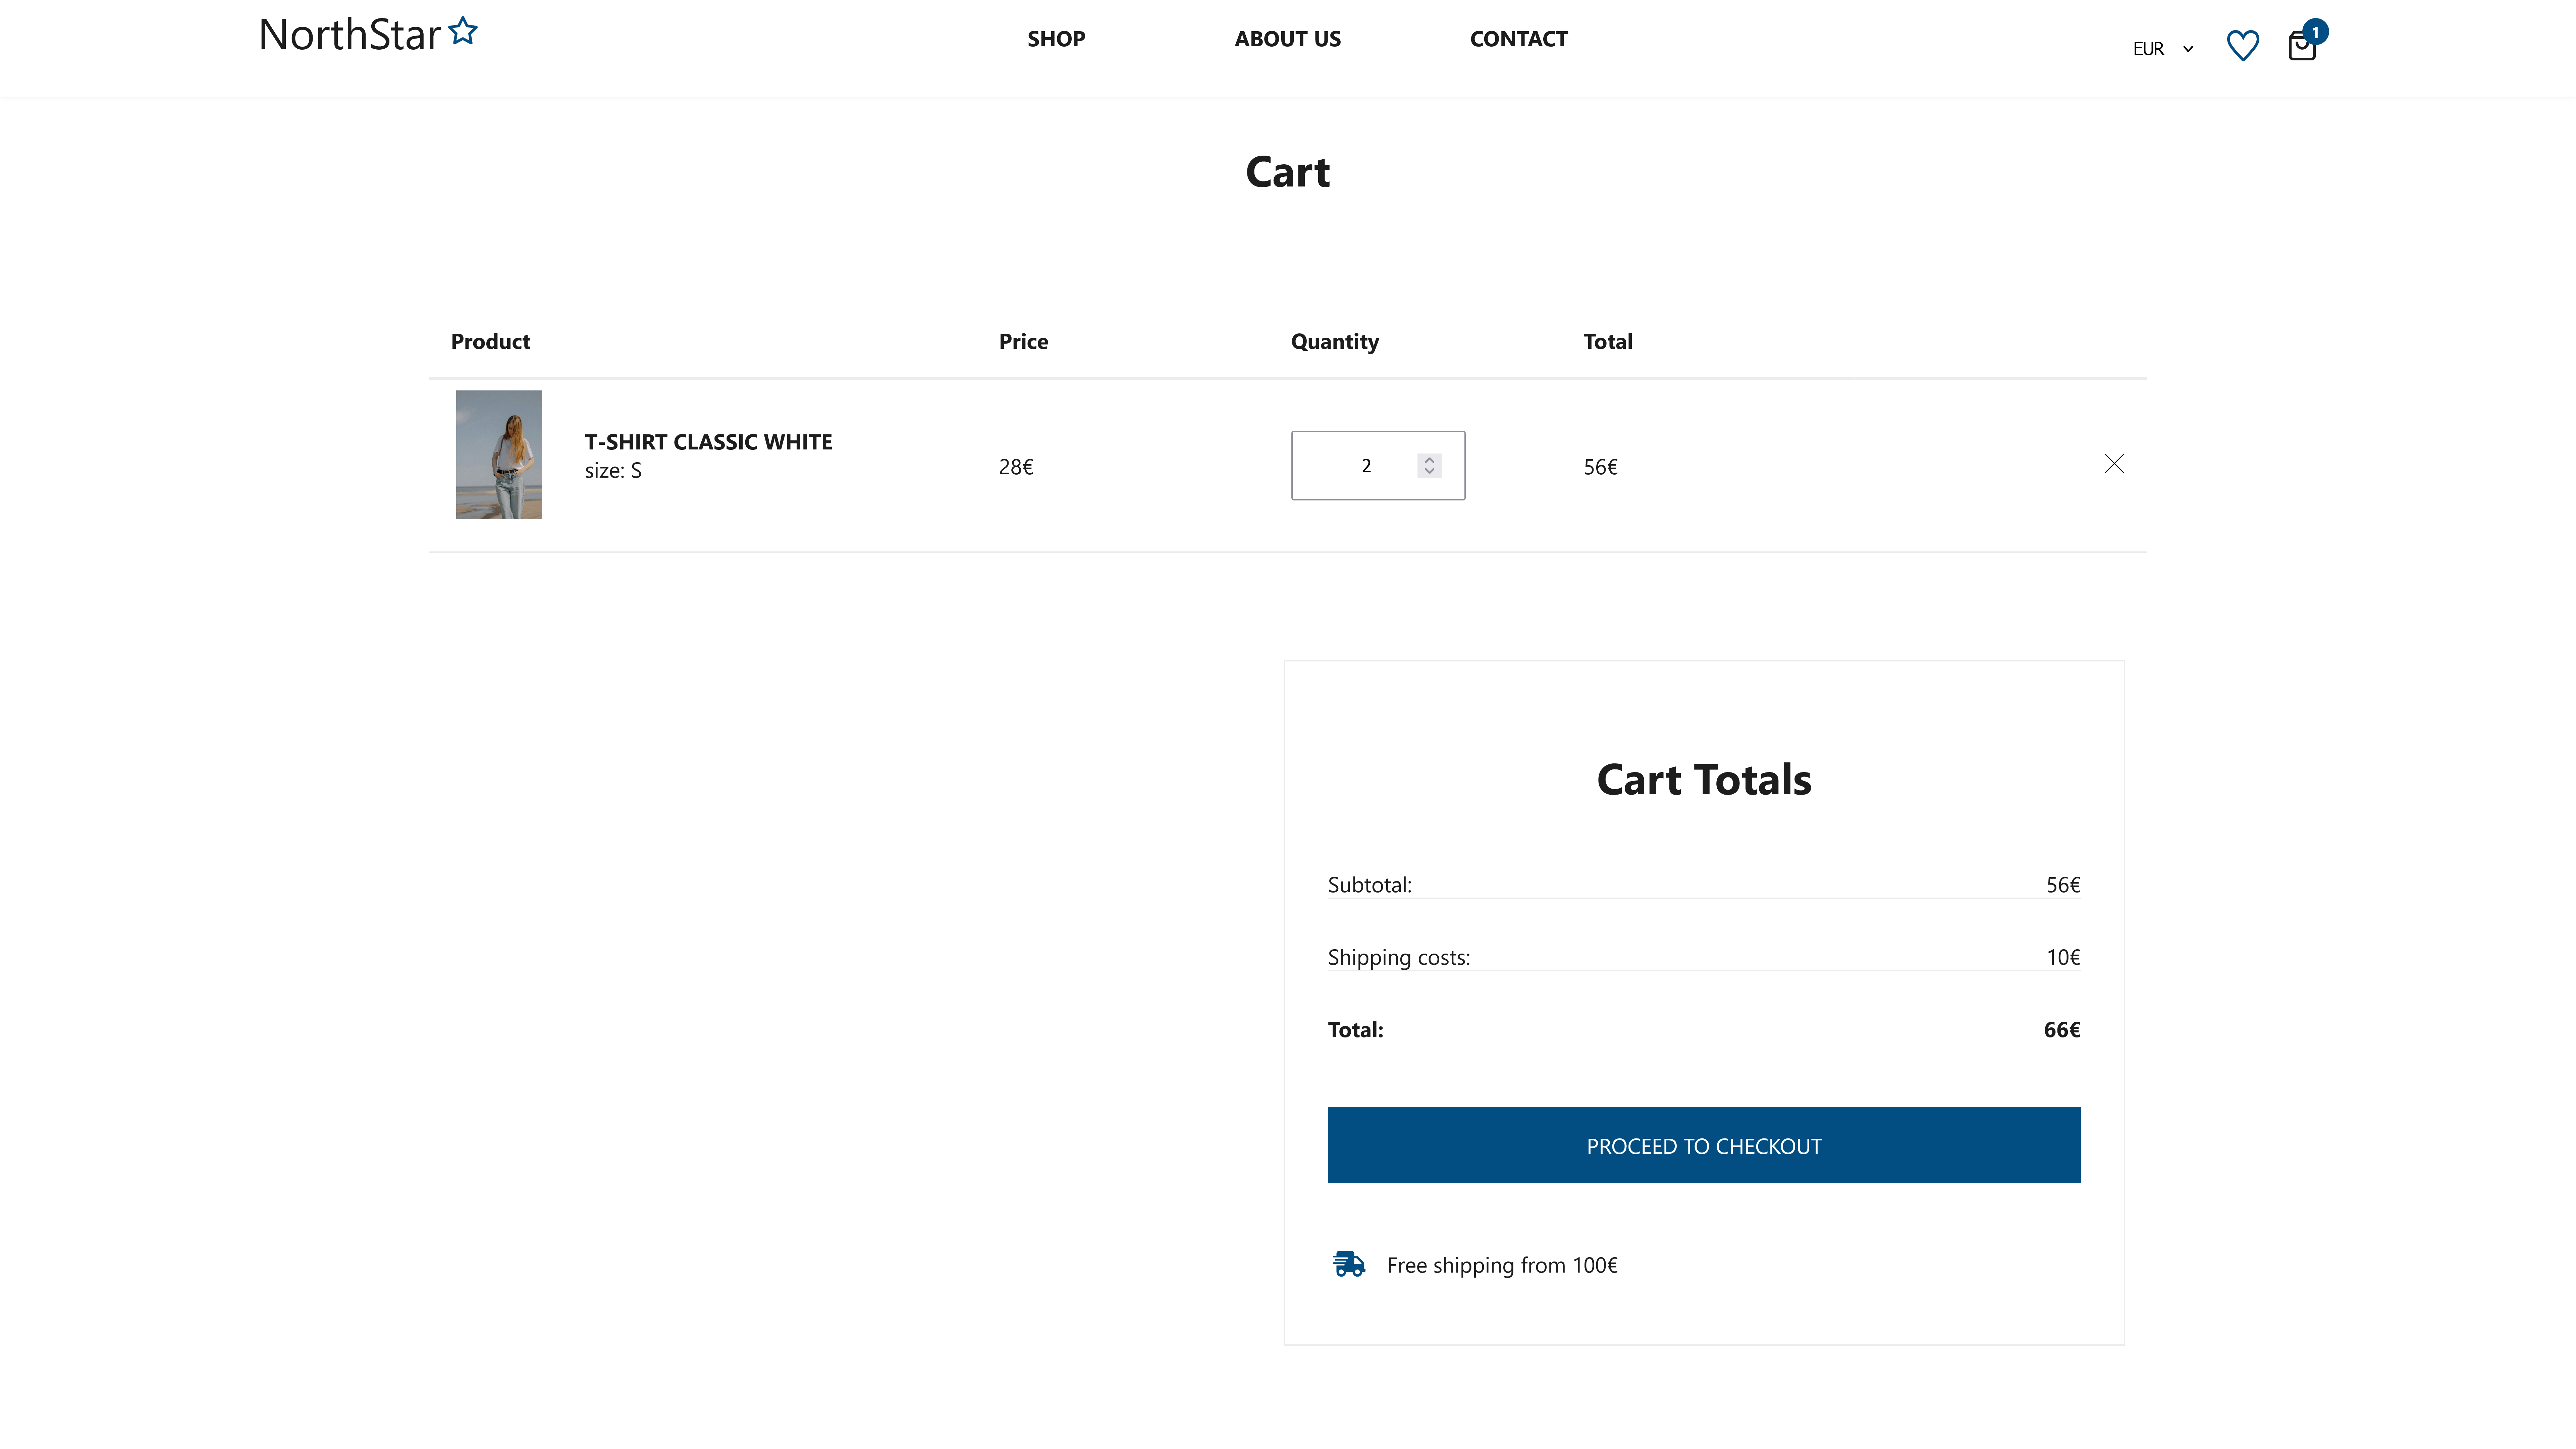 NorthStar
SHOP
ABOUT US
CONTACT
EUR
1
Cart
Product
Price
Quantity
Total
T-SHIRT CLASSIC WHITE
size: S
28€
2
56€
Cart Totals
Subtotal:
56€
Shipping costs:
10€
Total:
66€
PROCEED TO CHECKOUT
Free shipping from 100€